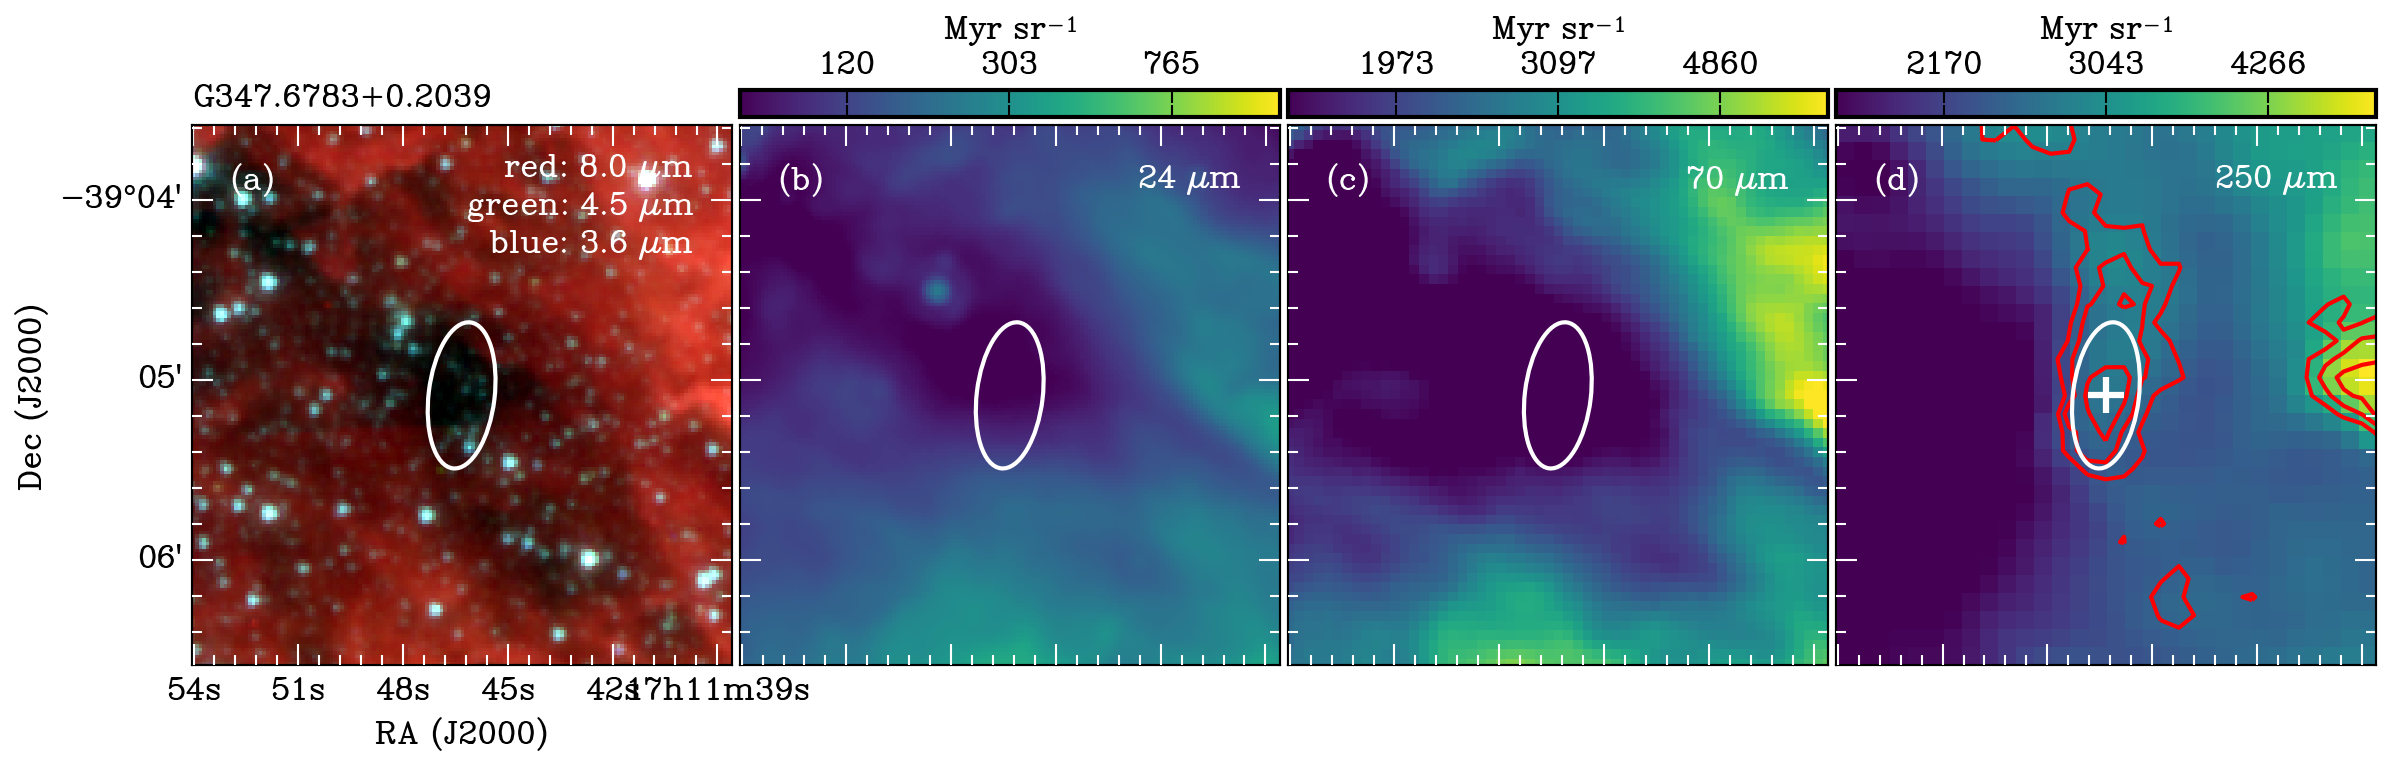 Myr sr⁻¹
Myr sr⁻¹
Myr sr⁻¹
120 303 765
1973 3097 4860
2170 3043 4266
G347.6783+0.2039
(a)
red: 8.0 μm
green: 4.5 μm
blue: 3.6 μm
(b)
24 μm
(c)
70 μm
(d)
250 μm
Dec (J2000)
−39°04'
05'
06'
54s 51s 48s 45s 42s 17h11m39s
RA (J2000)